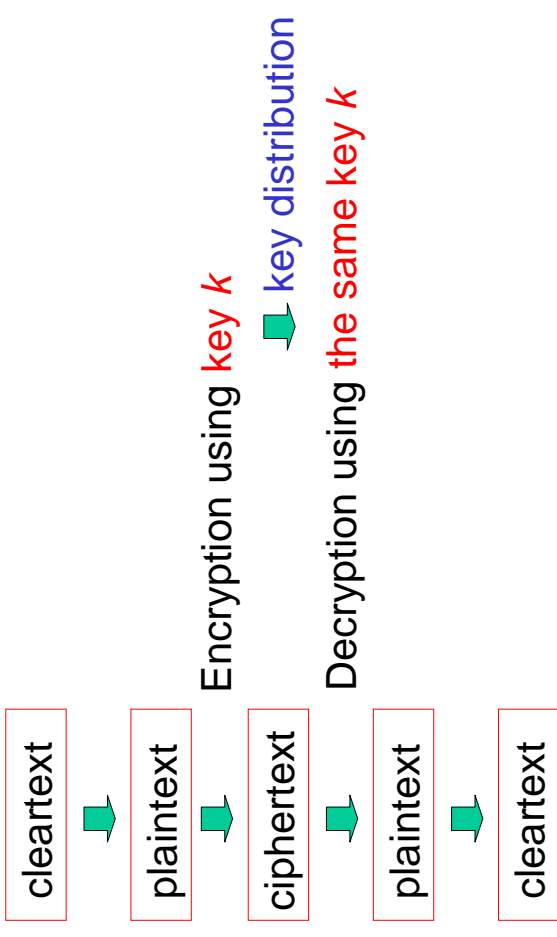 cleartext
plaintext
Encryption using key k
ciphertext
key distribution
Decryption using the same key k
plaintext
cleartext